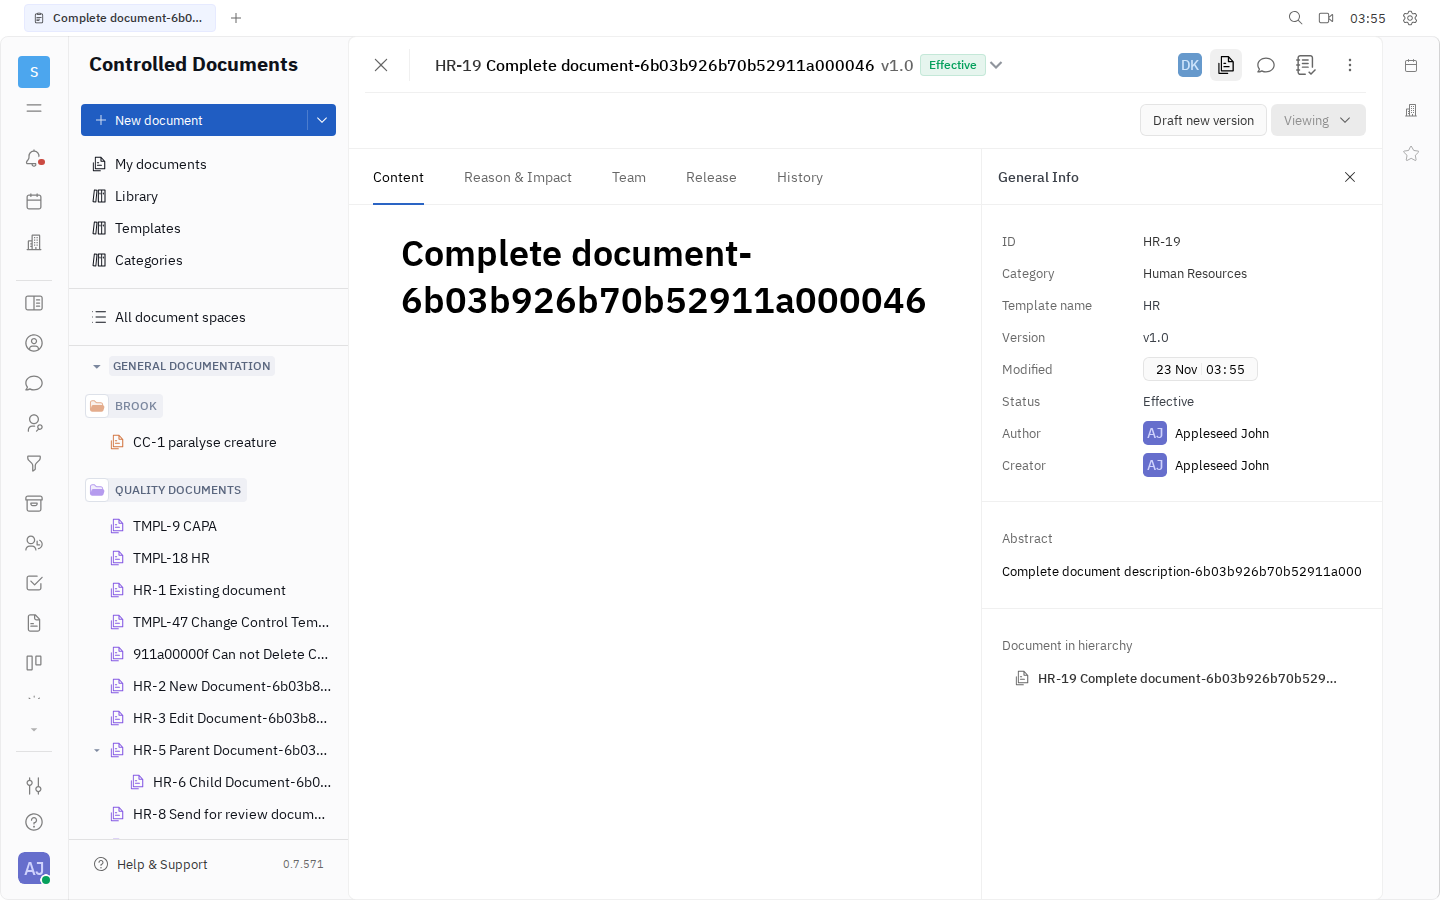 Complete document-6b0...
03:55
S
Controlled Documents
New document
My documents
Library
Templates
Categories
All document spaces
GENERAL DOCUMENTATION
BROOK
CC-1 paralyse creature
QUALITY DOCUMENTS
TMPL-9 CAPA
TMPL-18 HR
HR-1 Existing document
TMPL-47 Change Control Tem...
911a00000f Can not Delete C...
HR-2 New Document-6b03b8...
HR-3 Edit Document-6b03b8...
HR-5 Parent Document-6b03...
HR-6 Child Document-6b0...
HR-8 Send for review docum...
Help & Support
0.7.571
AJ
HR-19 Complete document-6b03b926b70b52911a000046 v1.0 Effective
DK
Draft new version
Viewing
Content
Reason & Impact
Team
Release
History
Complete document-
6b03b926b70b52911a000046
General Info
ID HR-19
Category Human Resources
Template name HR
Version v1.0
Modified 23 Nov 03:55
Status Effective
Author AJ Appleseed John
Creator AJ Appleseed John
Abstract
Complete document description-6b03b926b70b52911a000
Document in hierarchy
HR-19 Complete document-6b03b926b70b529...